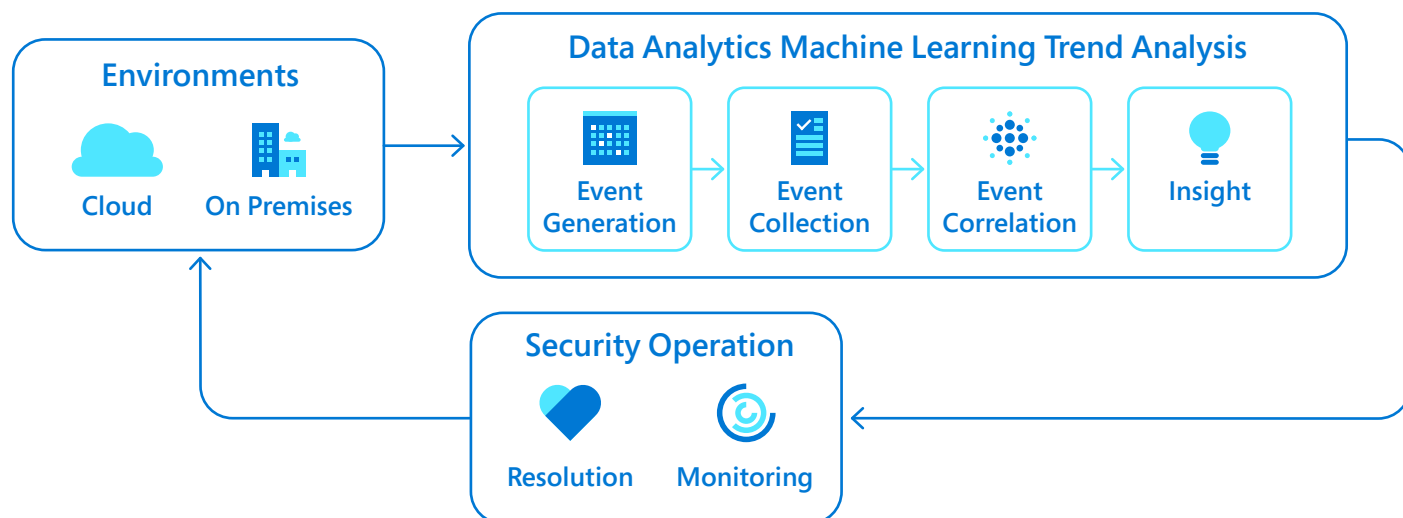 Environments
Cloud
On Premises
Data Analytics Machine Learning Trend Analysis
Event
Generation
Event
Collection
Event
Correlation
Insight
Security Operation
Resolution
Monitoring